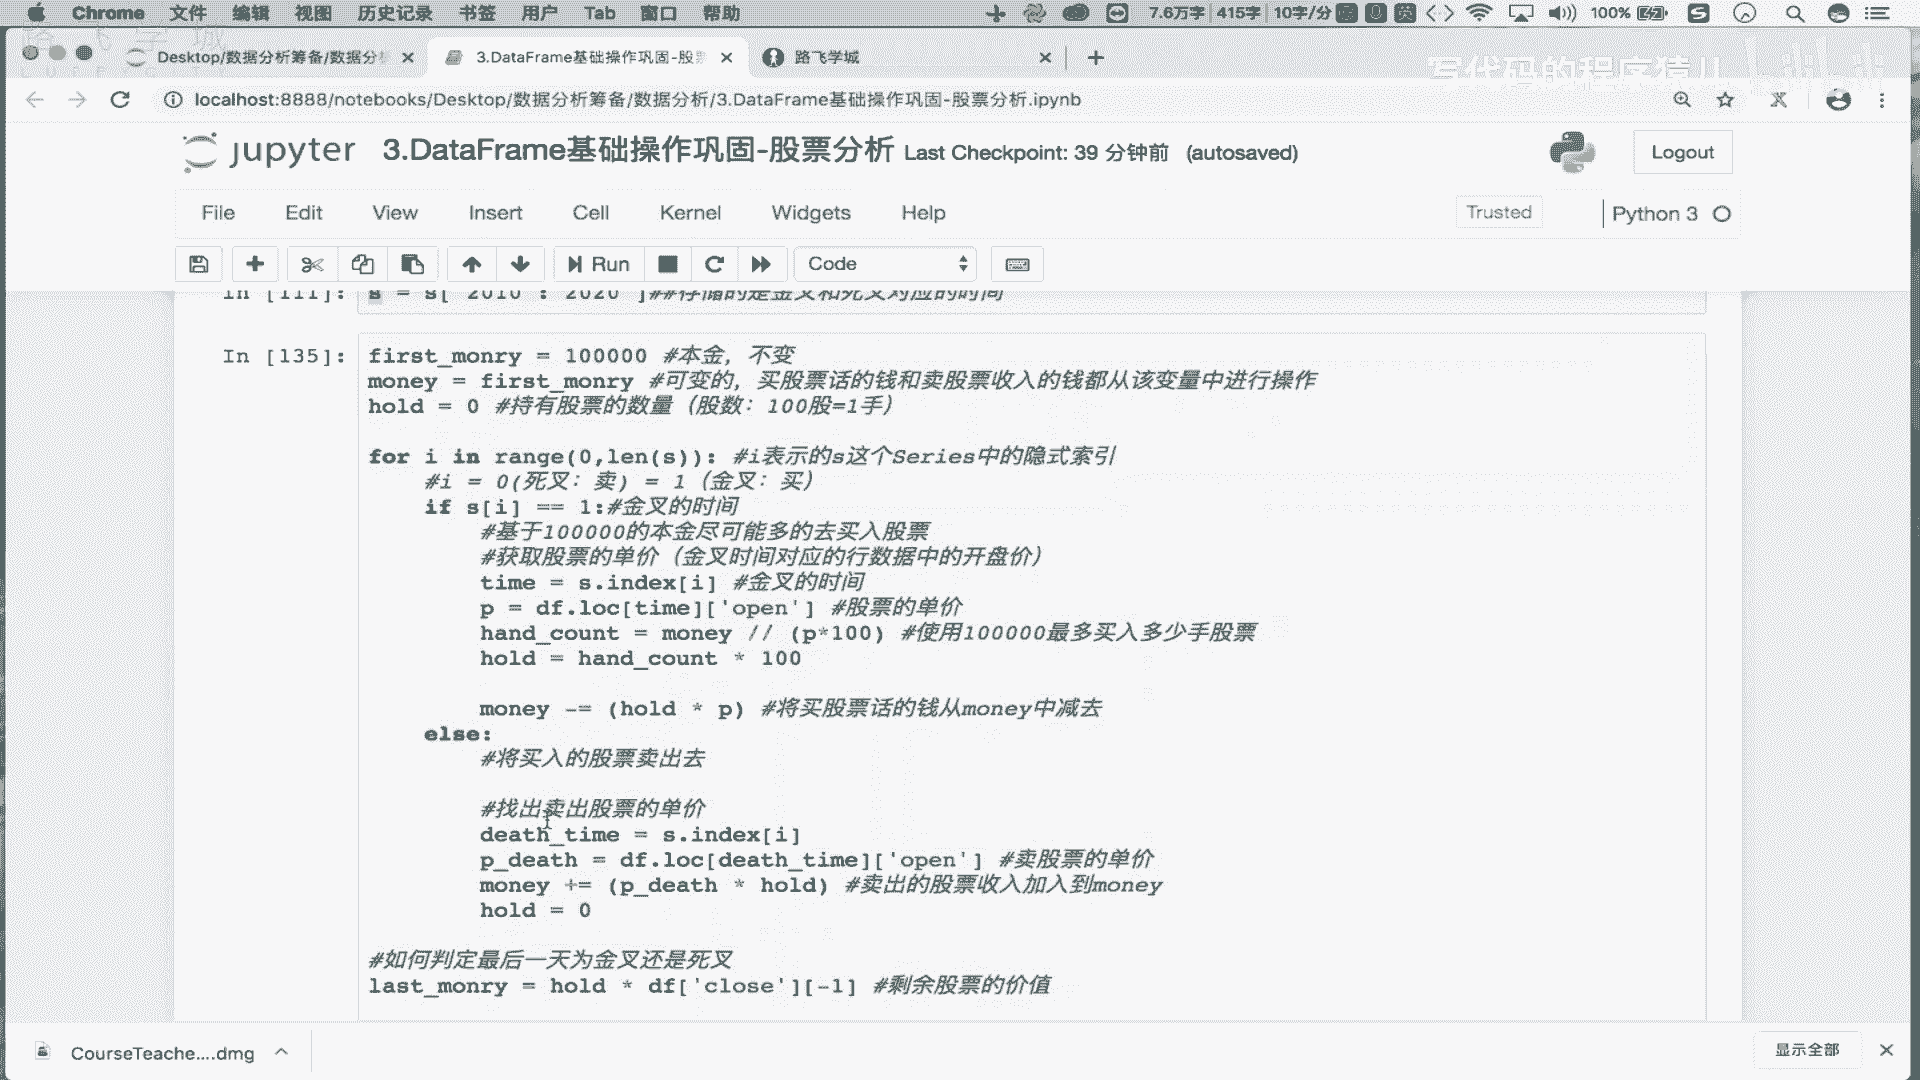 Chrome 文件 编辑 视图 历史记录 书签 用户 Tab 窗口 帮助 7.6万字 415字 10字/分 英 100%
Desktop/数据分析筹备/数据分析
3.DataFrame基础操作巩固-股票
路飞学城
写代码的程序猿儿
localhost:8888/notebooks/Desktop/数据分析筹备/数据分析/3.DataFrame基础操作巩固-股票分析.ipynb
jupyter 3.DataFrame基础操作巩固-股票分析 Last Checkpoint: 39 分钟前 (autosaved)
Logout
File Edit View Insert Cell Kernel Widgets Help
Trusted Python 3
Run Code
In [111]: s = s['2010':'2020']##存储的是金叉和死叉对应的时间
In [135]: first_monry = 100000 #本金，不变
money = first_monry #可变的，买股票话的钱和卖股票收入的钱都从该变量中进行操作
hold = 0 #持有股票的数量（股数：100股=1手）
for i in range(0,len(s)): #i表示的s这个Series中的隐式索引
#i = 0(死叉：卖) = 1（金叉：买）
if s[i] == 1:#金叉的时间
#基于100000的本金尽可能多的去买入股票
#获取股票的单价（金叉时间对应的行数据中的开盘价）
time = s.index[i] #金叉的时间
p = df.loc[time]['open'] #股票的单价
hand_count = money // (p*100) #使用100000最多买入多少手股票
hold = hand_count * 100
money -= (hold * p) #将买股票话的钱从money中减去
else:
#将买入的股票卖出去
#找出卖出股票的单价
death_time = s.index[i]
p_death = df.loc[death_time]['open'] #卖股票的单价
money += (p_death * hold) #卖出的股票收入加入到money
hold = 0
#如何判定最后一天为金叉还是死叉
last_monry = hold * df['close'][-1] #剩余股票的价值
CourseTeache....dmg
显示全部